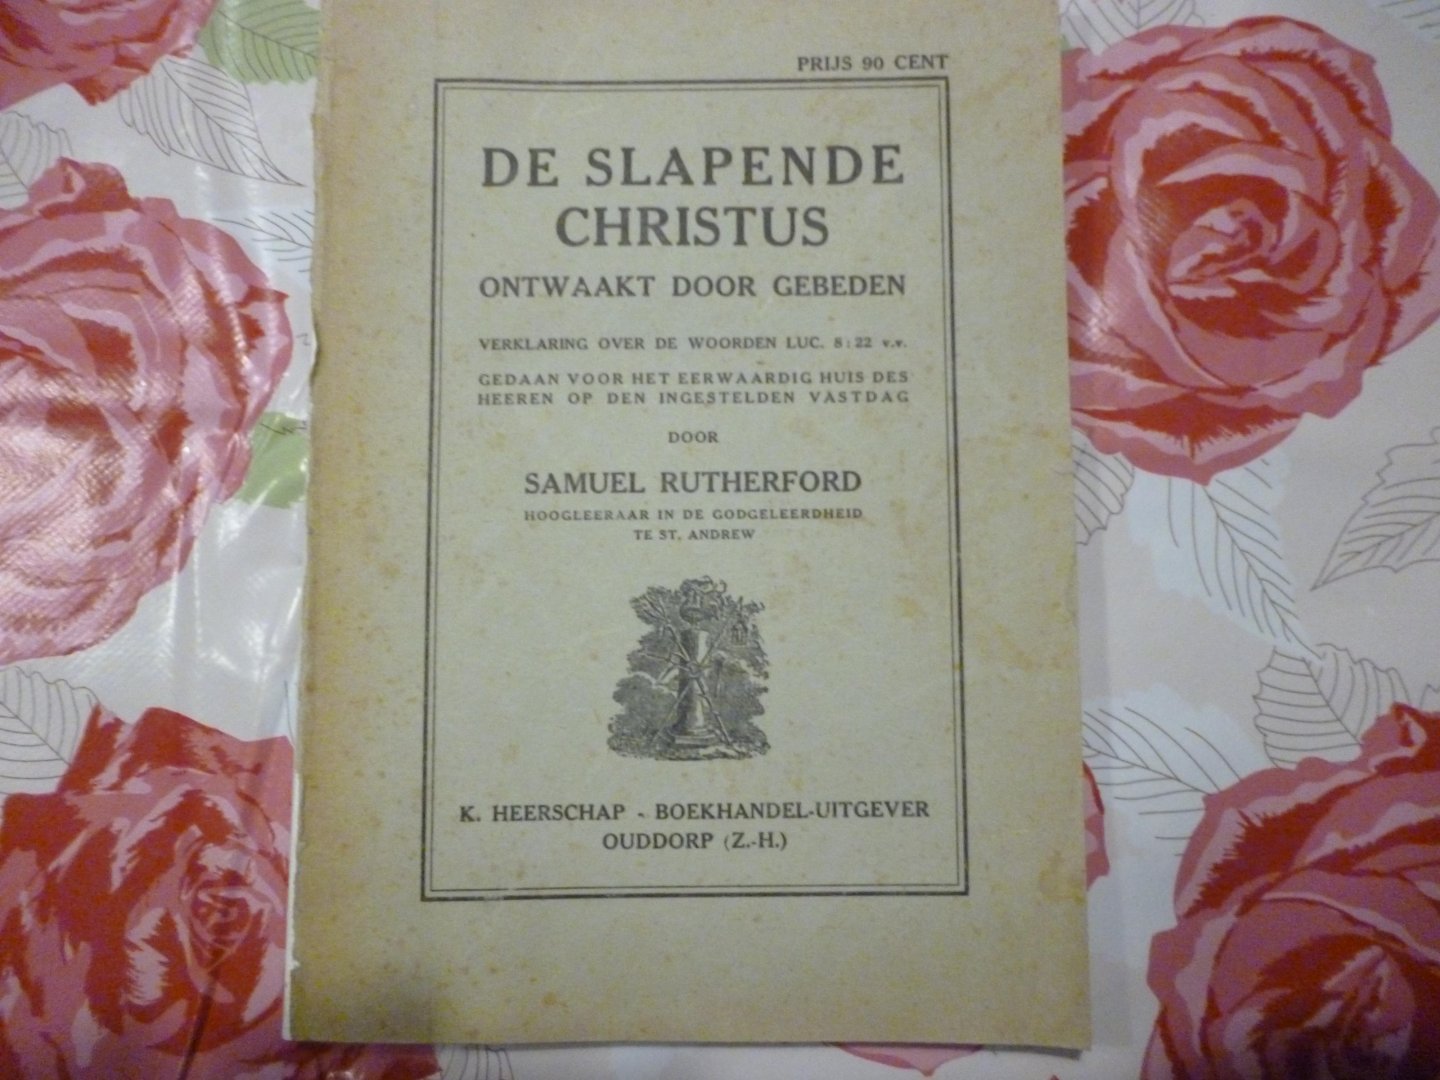 PRIJS 90 CENT
DE SLAPENDE
CHRISTUS
ONTWAAKT DOOR GEBEDEN
VERKLARING OVER DE WOORDEN LUC. 8 : 22 v.v.
GEDAAN VOOR HET EERWAARDIG HUIS DES
HEEREN OP DEN INGESTELDEN VASTDAG
DOOR
SAMUEL RUTHERFORD
HOOGLEERAAR IN DE GODGELEERDHEID
TE ST. ANDREW
K. HEERSCHAP - BOEKHANDEL-UITGEVER
OUDDORP (Z.-H.)